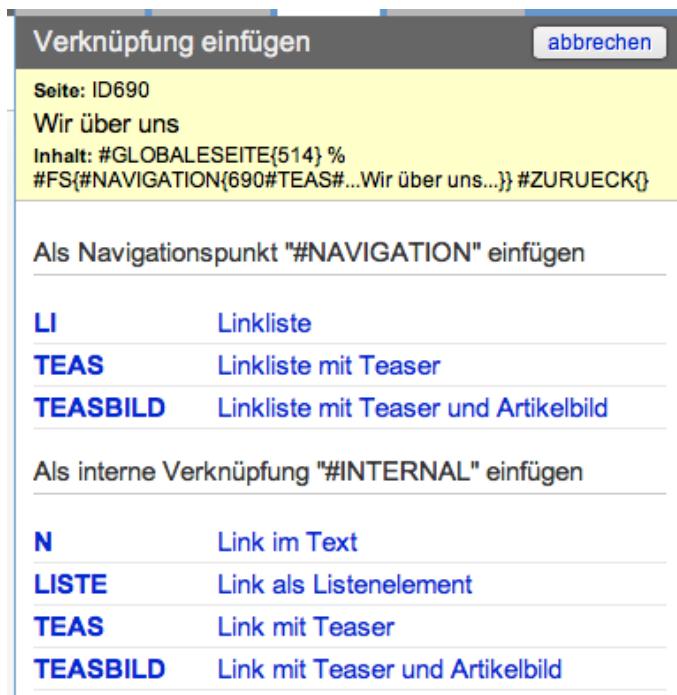 Verknüpfung einfügen
abbrechen
Seite: ID690
Wir über uns
Inhalt: #GLOBALESEITE{514} %
#FS{#NAVIGATION{690#TEAS#...Wir über uns...}} #ZURUECK{}
Als Navigationspunkt "#NAVIGATION" einfügen
LI Linkliste
TEAS Linkliste mit Teaser
TEASBILD Linkliste mit Teaser und Artikelbild
Als interne Verknüpfung "#INTERNAL" einfügen
N Link im Text
LISTE Link als Listenelement
TEAS Link mit Teaser
TEASBILD Link mit Teaser und Artikelbild